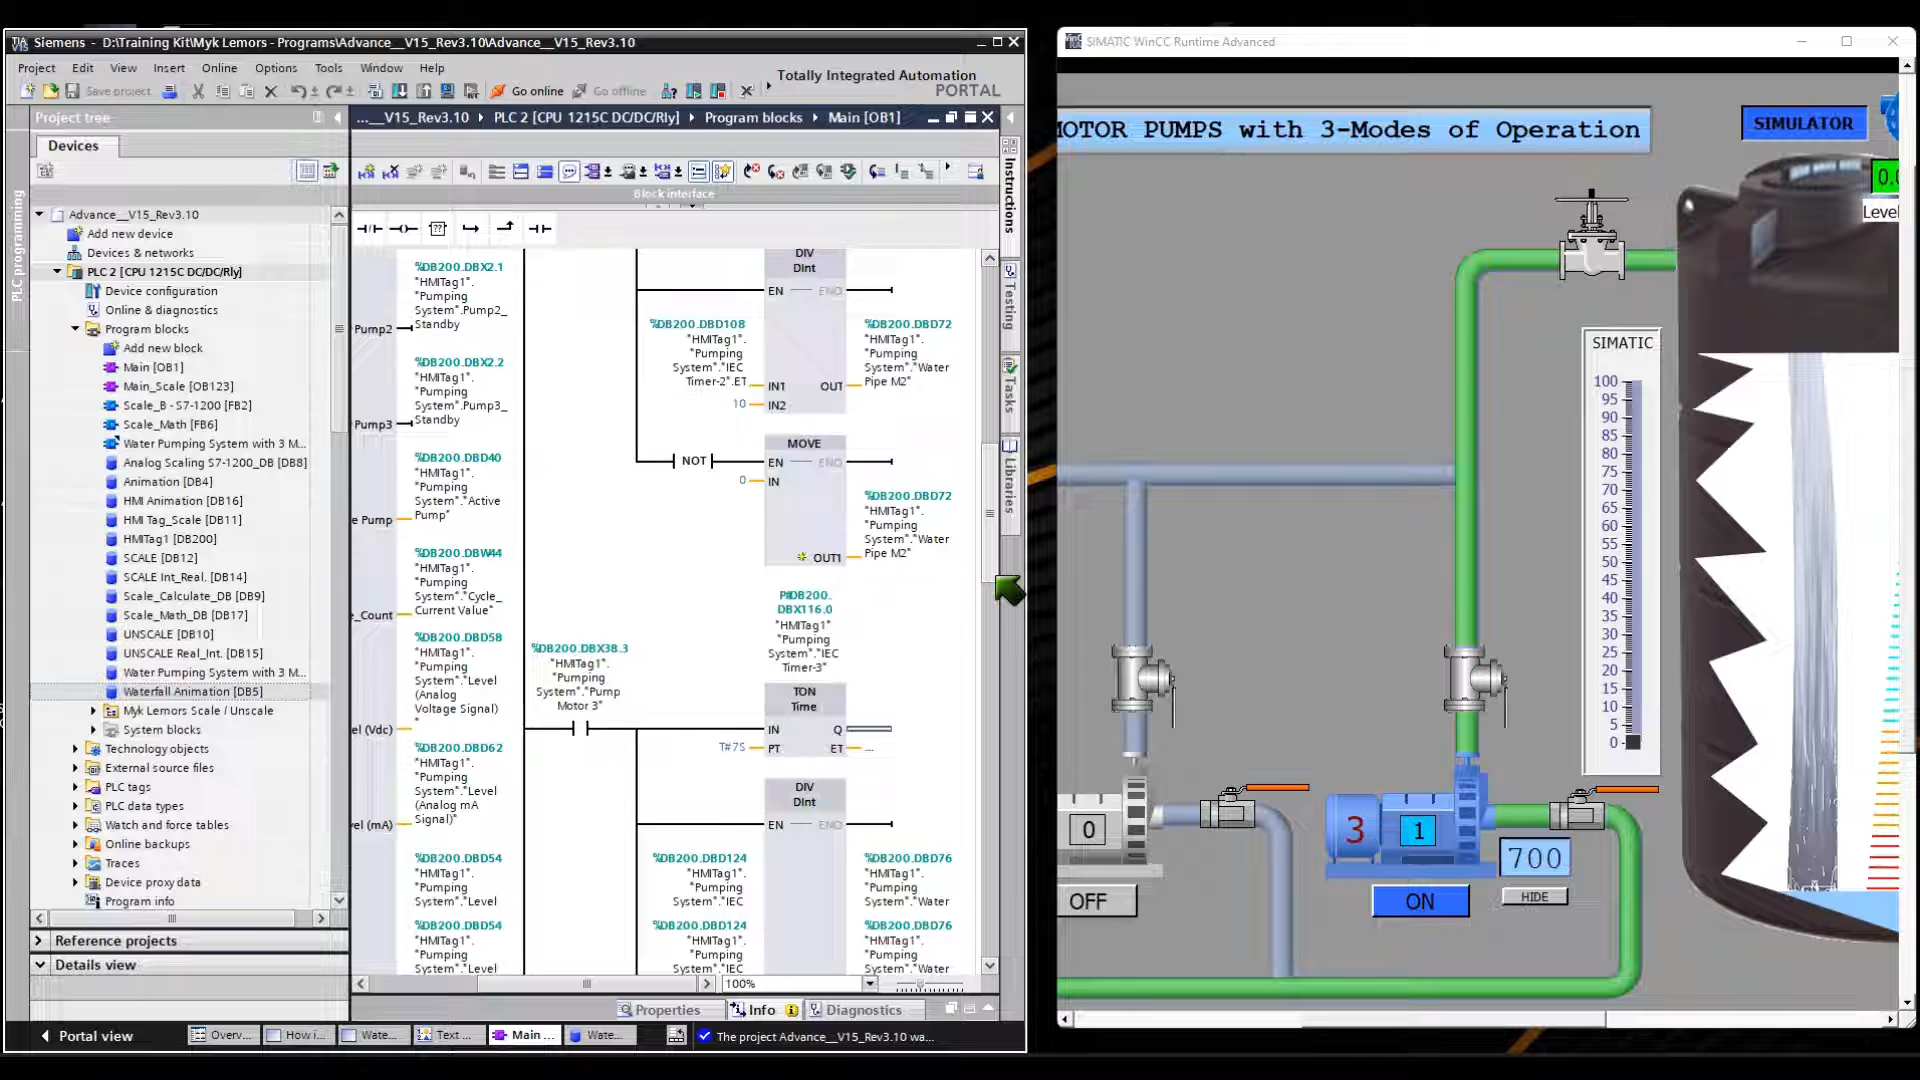 Siemens - D:\Training Kit\Myk Lemors - Programs\Advance__V15_Rev3.10\Advance__V15_Rev3.10
Project Edit View Insert Online Options Tools Window Help
Totally Integrated Automation
PORTAL
Save project
Go online
Go offline
Project tree
...__V15_Rev3.10 PLC 2 [CPU 1215C DC/DC/Rly] Program blocks Main [OB1]
Devices
PLC programming
Advance__V15_Rev3.10
Add new device
Devices & networks
PLC 2 [CPU 1215C DC/DC/Rly]
Device configuration
Online & diagnostics
Program blocks
Add new block
Main [OB1]
Main_Scale [OB123]
Scale_B - S7-1200 [FB2]
Scale_Math [FB6]
Water Pumping System with 3 M...
Analog Scaling S7-1200_DB [DB8]
Animation [DB4]
HMI Animation [DB16]
HMI Tag_Scale [DB11]
HMITag1 [DB200]
SCALE [DB12]
SCALE Int_Real. [DB14]
Scale_Calculate_DB [DB9]
Scale_Math_DB [DB17]
UNSCALE [DB10]
UNSCALE Real_Int. [DB15]
Water Pumping System with 3 M...
Waterfall Animation [DB5]
Myk Lemors Scale / Unscale
System blocks
Technology objects
External source files
PLC tags
PLC data types
Watch and force tables
Online backups
Traces
Device proxy data
Program info
Reference projects
Details view
Block interface
%DB200.DBX2.1
"HMITag1".
"Pumping
System".Pump2_
Standby
Pump2
%DB200.DBX2.2
"HMITag1".
"Pumping
System".Pump3_
Standby
Pump3
%DB200.DBD40
"HMITag1".
"Pumping
System"."Active
Pump"
e Pump
%DB200.DBW44
"HMITag1".
"Pumping
System"."Cycle_
Current Value"
e_Count
%DB200.DBD58
"HMITag1".
"Pumping
System"."Level
(Analog
Voltage Signal)
"
el (Vdc)
%DB200.DBD62
"HMITag1".
"Pumping
System"."Level
(Analog mA
Signal)"
el (mA)
%DB200.DBD54
"HMITag1".
"Pumping
System"."Level
%DB200.DBD54
"HMITag1".
"Pumping
System"."Level
DIV
DInt
EN ENO
%DB200.DBD108
"HMITag1".
"Pumping
System"."IEC
Timer-2".ET
IN1
10 IN2
%DB200.DBD72
"HMITag1".
"Pumping
System"."Water
Pipe M2"
OUT
MOVE
NOT
EN ENO
0 IN
%DB200.DBD72
"HMITag1".
"Pumping
System"."Water
Pipe M2"
OUT1
P#DB200.
DBX116.0
"HMITag1".
"Pumping
System"."IEC
Timer-3"
%DB200.DBX38.3
"HMITag1".
"Pumping
System"."Pump
Motor 3"
TON
Time
IN Q
T#7S PT ET ...
DIV
DInt
EN ENO
%DB200.DBD124
"HMITag1".
"Pumping
System"."IEC
%DB200.DBD76
"HMITag1".
"Pumping
System"."Water
%DB200.DBD124
"HMITag1".
"Pumping
System"."IEC
%DB200.DBD76
"HMITag1".
"Pumping
System"."Water
100%
Instructions
Testing
Tasks
Libraries
Properties Info Diagnostics
Portal view
Overv...
How i...
Wate...
Text ...
Main ...
Wate...
The project Advance__V15_Rev3.10 wa...
SIMATIC WinCC Runtime Advanced
MOTOR PUMPS with 3-Modes of Operation
SIMULATOR
0.0
Level
SIMATIC
100
95
90
85
80
75
70
65
60
55
50
45
40
35
30
25
20
15
10
5
0
0
OFF
3
1
ON
700
HIDE